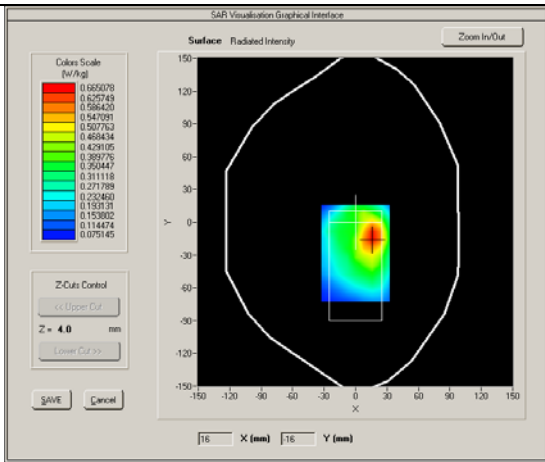 SAR Visualisation Graphical Interface
Surface Radiated Intensity
Zoom In/Out
Colors Scale
(W/kg)
0.665078
0.625749
0.586420
0.547091
0.507763
0.468434
0.429105
0.389776
0.350447
0.311118
0.271789
0.232460
0.193131
0.153802
0.114474
0.075145
Z-Cuts Control
<< Upper Cut
Z = 4.0 mm
Lower Cut >>
SAVE Cancel
150
120
90
60
30
0
-30
-60
-90
-120
-150
Y
-150 -120 -90 -60 -30 0 30 60 90 120 150
X
16 X (mm) -16 Y (mm)